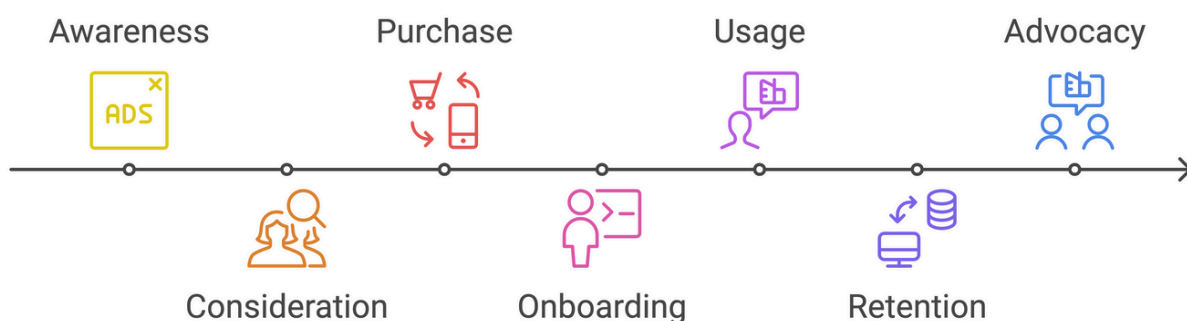 Awareness
ADS
Consideration
Purchase
Onboarding
Usage
Retention
Advocacy